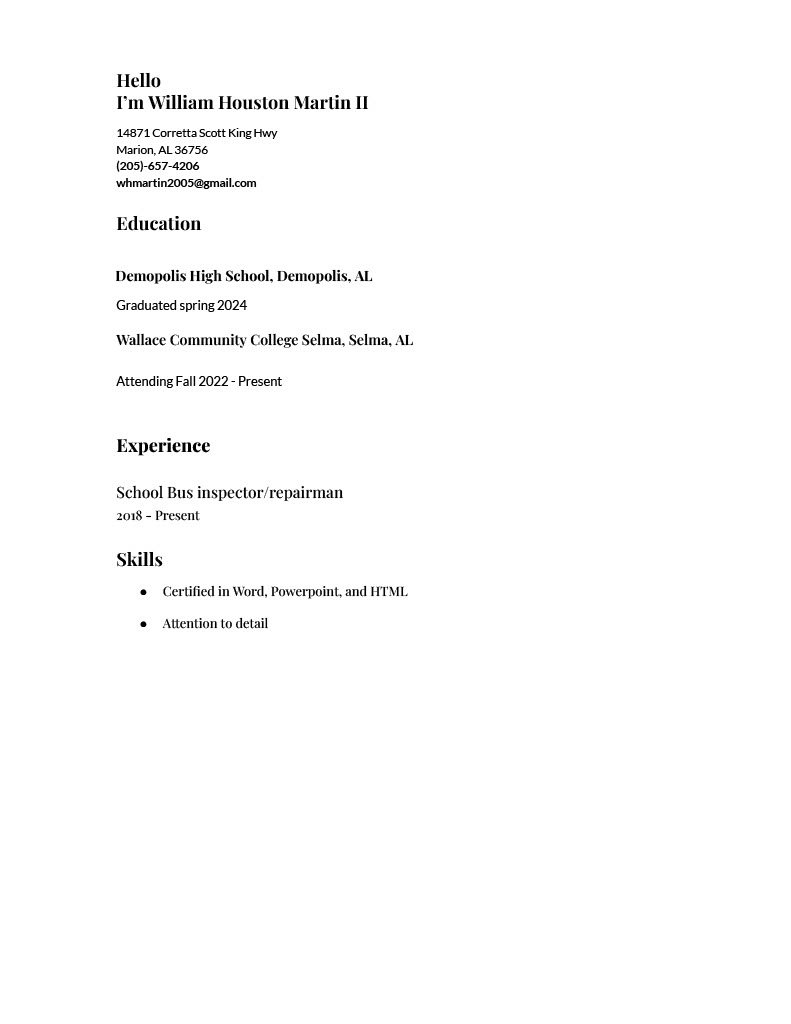 Hello
I'm William Houston Martin II
14871 Corretta Scott King Hwy
Marion, AL 36756
(205)-657-4206
whmartin2005@gmail.com
Education
Demopolis High School, Demopolis, AL
Graduated spring 2024
Wallace Community College Selma, Selma, AL
Attending Fall 2022 - Present
Experience
School Bus inspector/repairman
2018 - Present
Skills
● Certified in Word, Powerpoint, and HTML
● Attention to detail